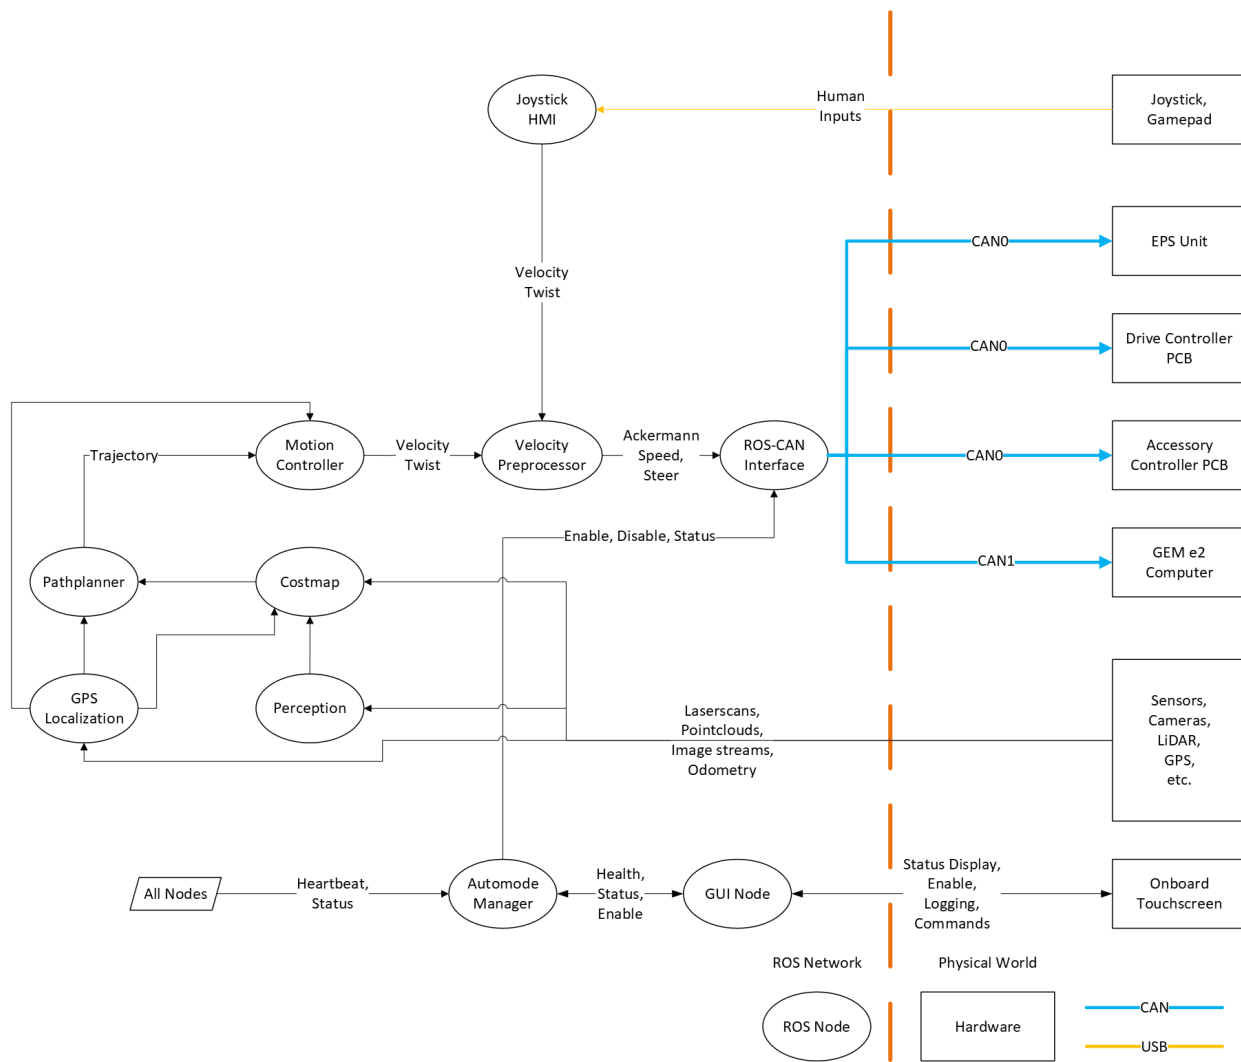 Joystick
HMI
Human
Inputs
Joystick,
Gamepad
CAN0
EPS Unit
Velocity
Twist
CAN0
Drive Controller
PCB
Trajectory
Motion
Controller
Velocity
Twist
Velocity
Preprocessor
Ackermann
Speed,
Steer
ROS-CAN
Interface
CAN0
Accessory
Controller PCB
Enable, Disable, Status
CAN1
GEM e2
Computer
Pathplanner
Costmap
GPS
Localization
Perception
Laserscans,
Pointclouds,
Image streams,
Odometry
Sensors,
Cameras,
LiDAR,
GPS,
etc.
All Nodes
Heartbeat,
Status
Automode
Manager
Health,
Status,
Enable
GUI Node
Status Display,
Enable,
Logging,
Commands
Onboard
Touchscreen
ROS Network
Physical World
ROS Node
Hardware
CAN
USB